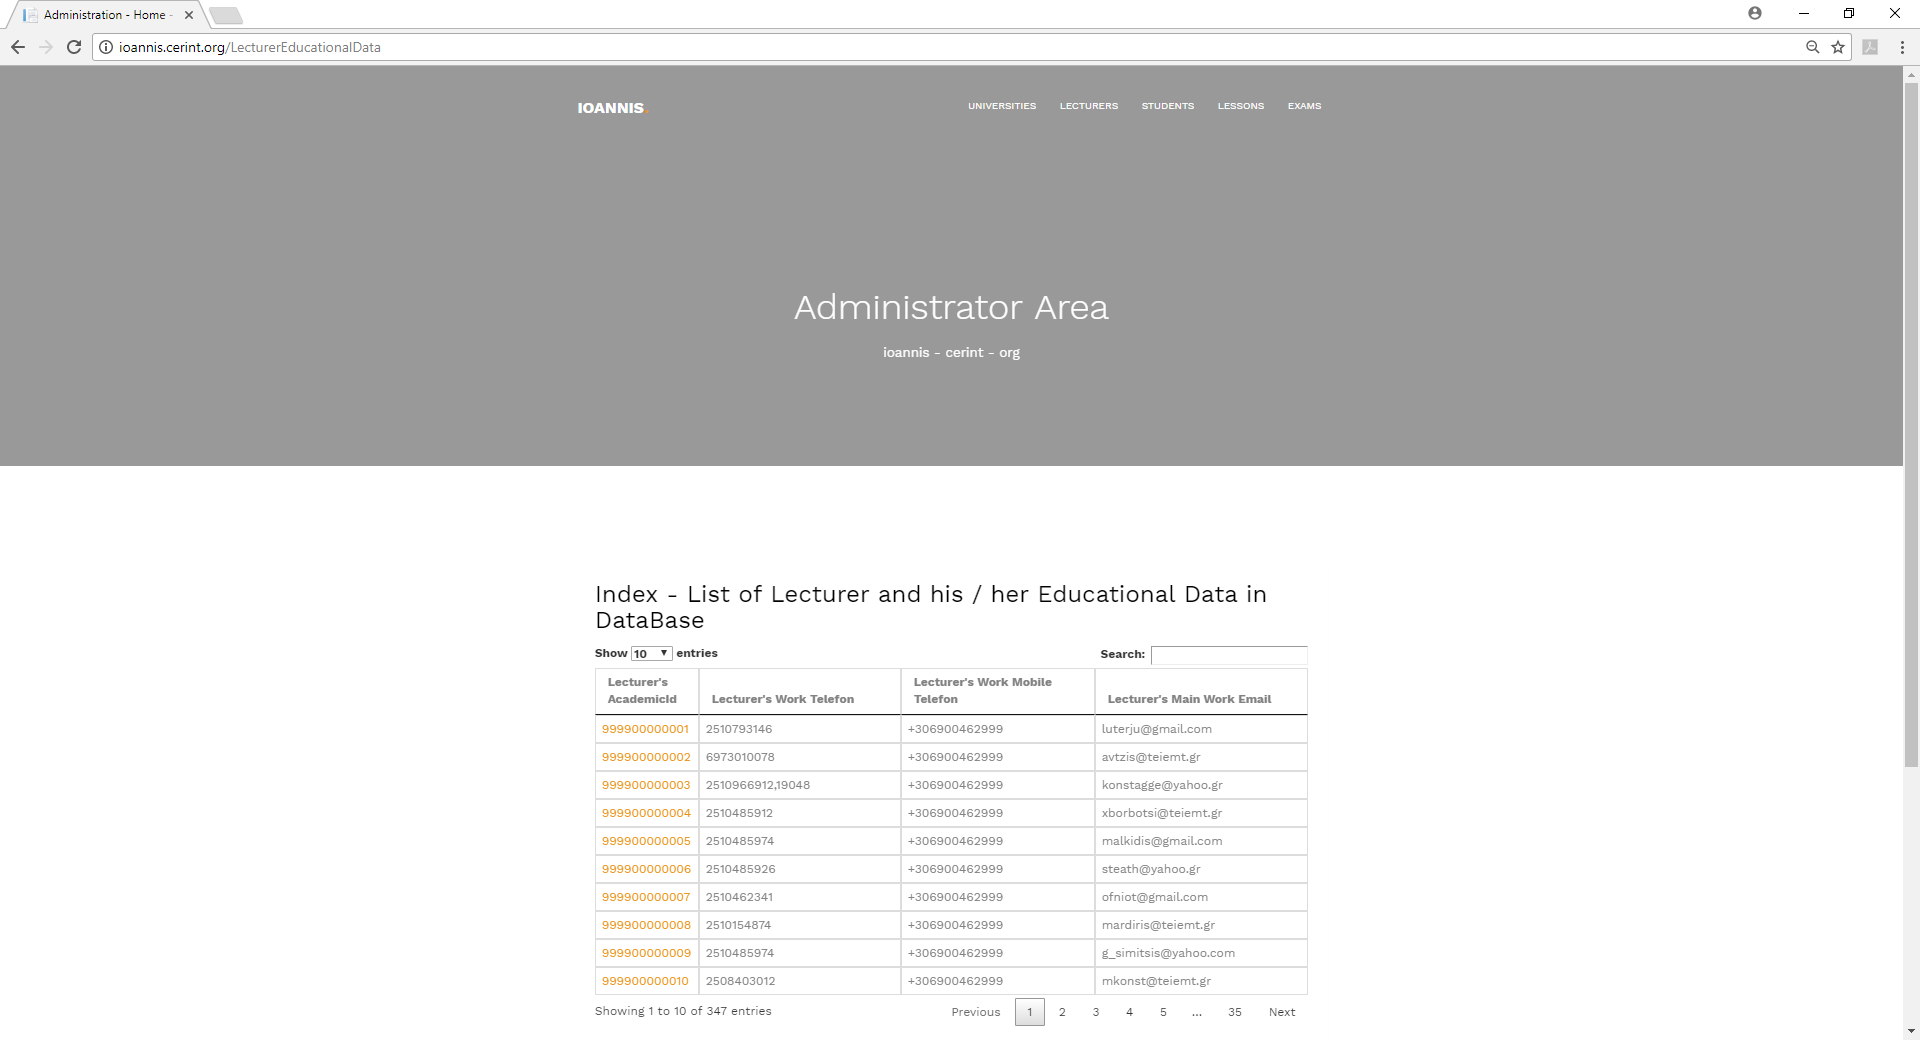 Administration - Home -
ioannis.cerint.org/LecturerEducationalData
IOANNIS.
UNIVERSITIES LECTURERS STUDENTS LESSONS EXAMS
Administrator Area
ioannis - cerint - org
Index - List of Lecturer and his / her Educational Data in
DataBase
Show 10 entries Search:
Lecturer's AcademicId Lecturer's Work Telefon Lecturer's Work Mobile Telefon Lecturer's Main Work Email
999900000001 2510793146 +306900462999 luterju@gmail.com
999900000002 6973010078 +306900462999 avtzis@teiemt.gr
999900000003 2510966912,19048 +306900462999 konstagge@yahoo.gr
999900000004 2510485912 +306900462999 xborbotsi@teiemt.gr
999900000005 2510485974 +306900462999 malkidis@gmail.com
999900000006 2510485926 +306900462999 steath@yahoo.gr
999900000007 2510462341 +306900462999 ofniot@gmail.com
999900000008 2510154874 +306900462999 mardiris@teiemt.gr
999900000009 2510485974 +306900462999 g_simitsis@yahoo.com
999900000010 2508403012 +306900462999 mkonst@teiemt.gr
Showing 1 to 10 of 347 entries Previous 1 2 3 4 5 ... 35 Next